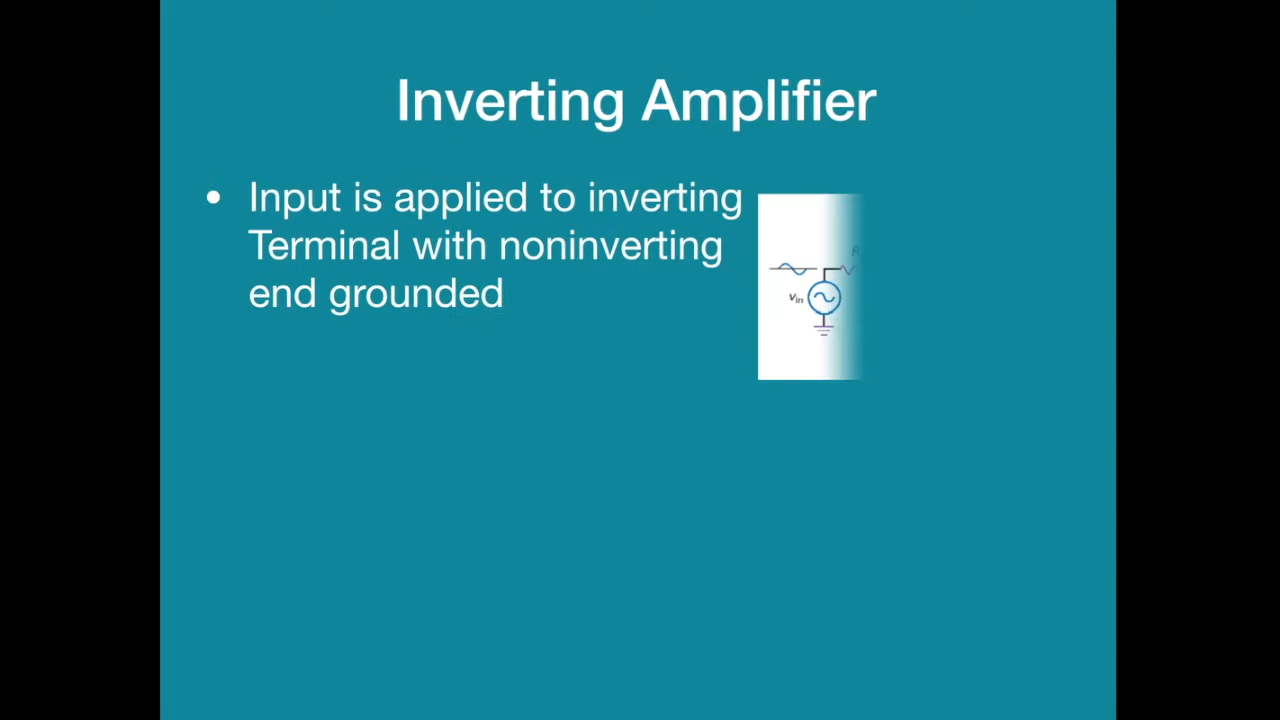 Inverting Amplifier
• Input is applied to inverting
Terminal with noninverting
end grounded
R
vin